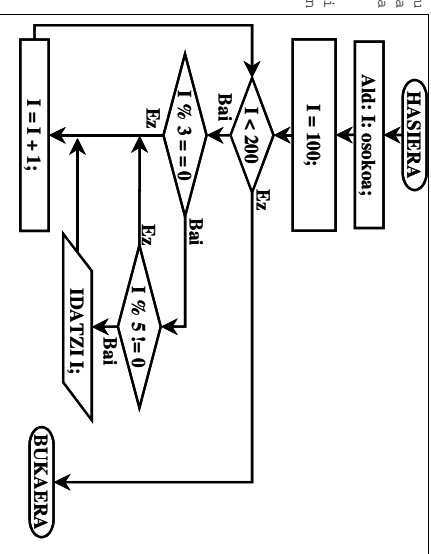 HASIERA
Ald: I: osokoa;
I = 100;
I < 200
Ez
Bai
I % 3 = = 0
Bai
Ez
I % 5 != 0
Ez
Bai
IDATZI I;
I = I + 1;
BUKAERA